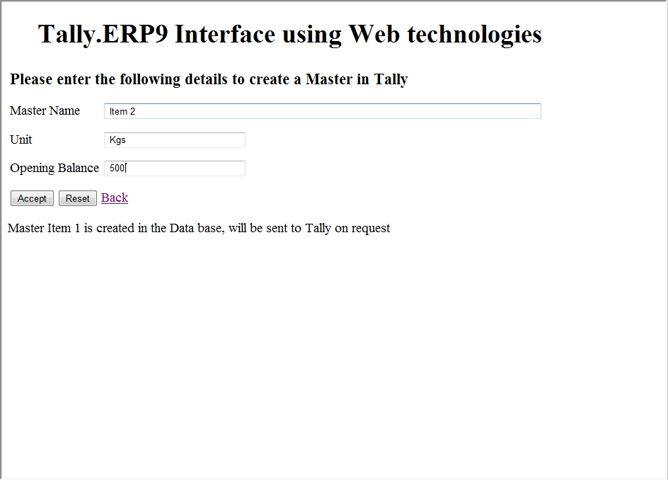 Tally.ERP9 Interface using Web technologies
Please enter the following details to create a Master in Tally
Master Name Item 2
Unit Kgs
Opening Balance 500
Accept Reset Back
Master Item 1 is created in the Data base, will be sent to Tally on request